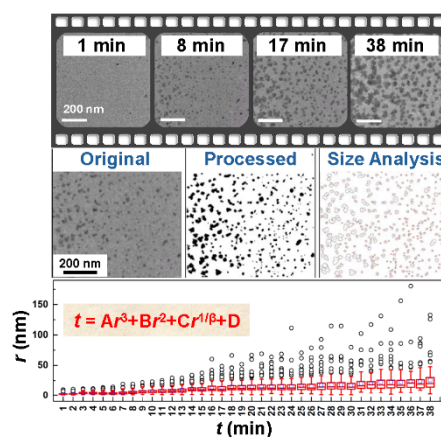 1 min 8 min 17 min 38 min
200 nm
Original Processed Size Analysis
200 nm
t = Ar³+Br²+Cr^1/β+D
r (nm)
150
100
50
0
1 2 3 4 5 6 7 8 9 10 11 12 13 14 15 16 17 18 19 20 21 22 23 24 25 26 27 28 29 30 31 32 33 34 35 36 37 38
t (min)